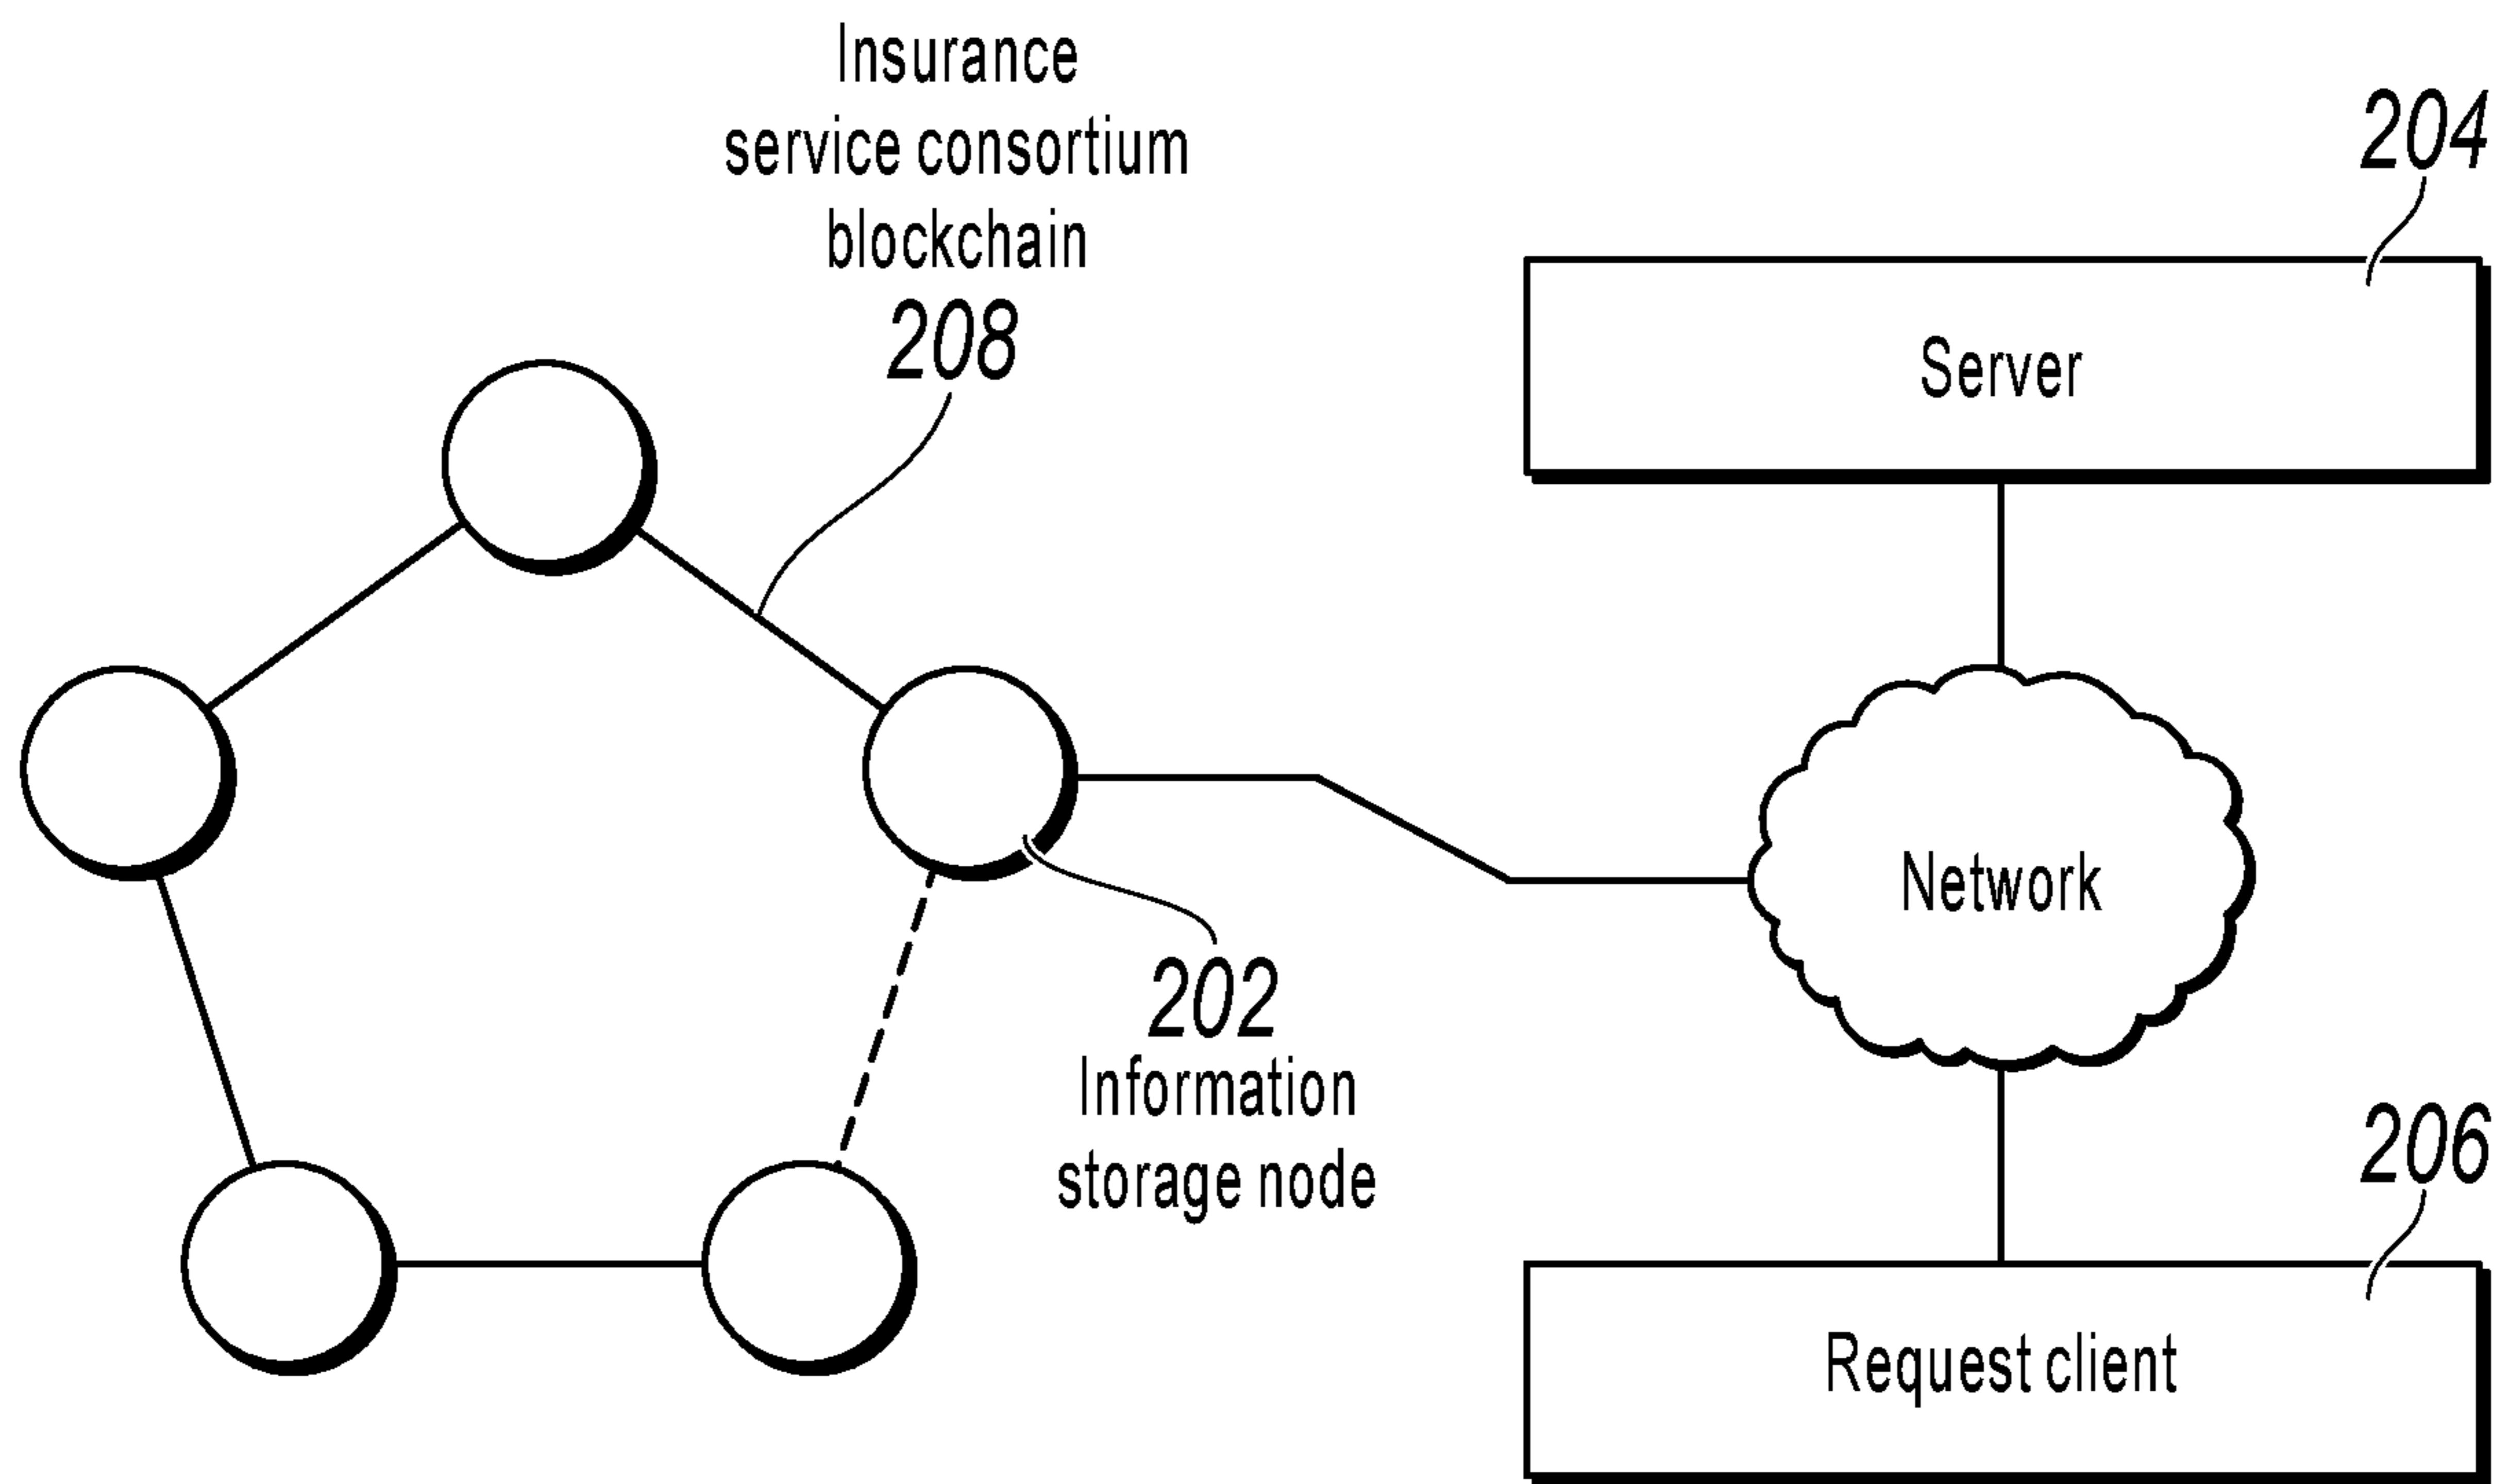 Insurance
service consortium
blockchain
208
204
Server
Network
202
Information
storage node
206
Request client